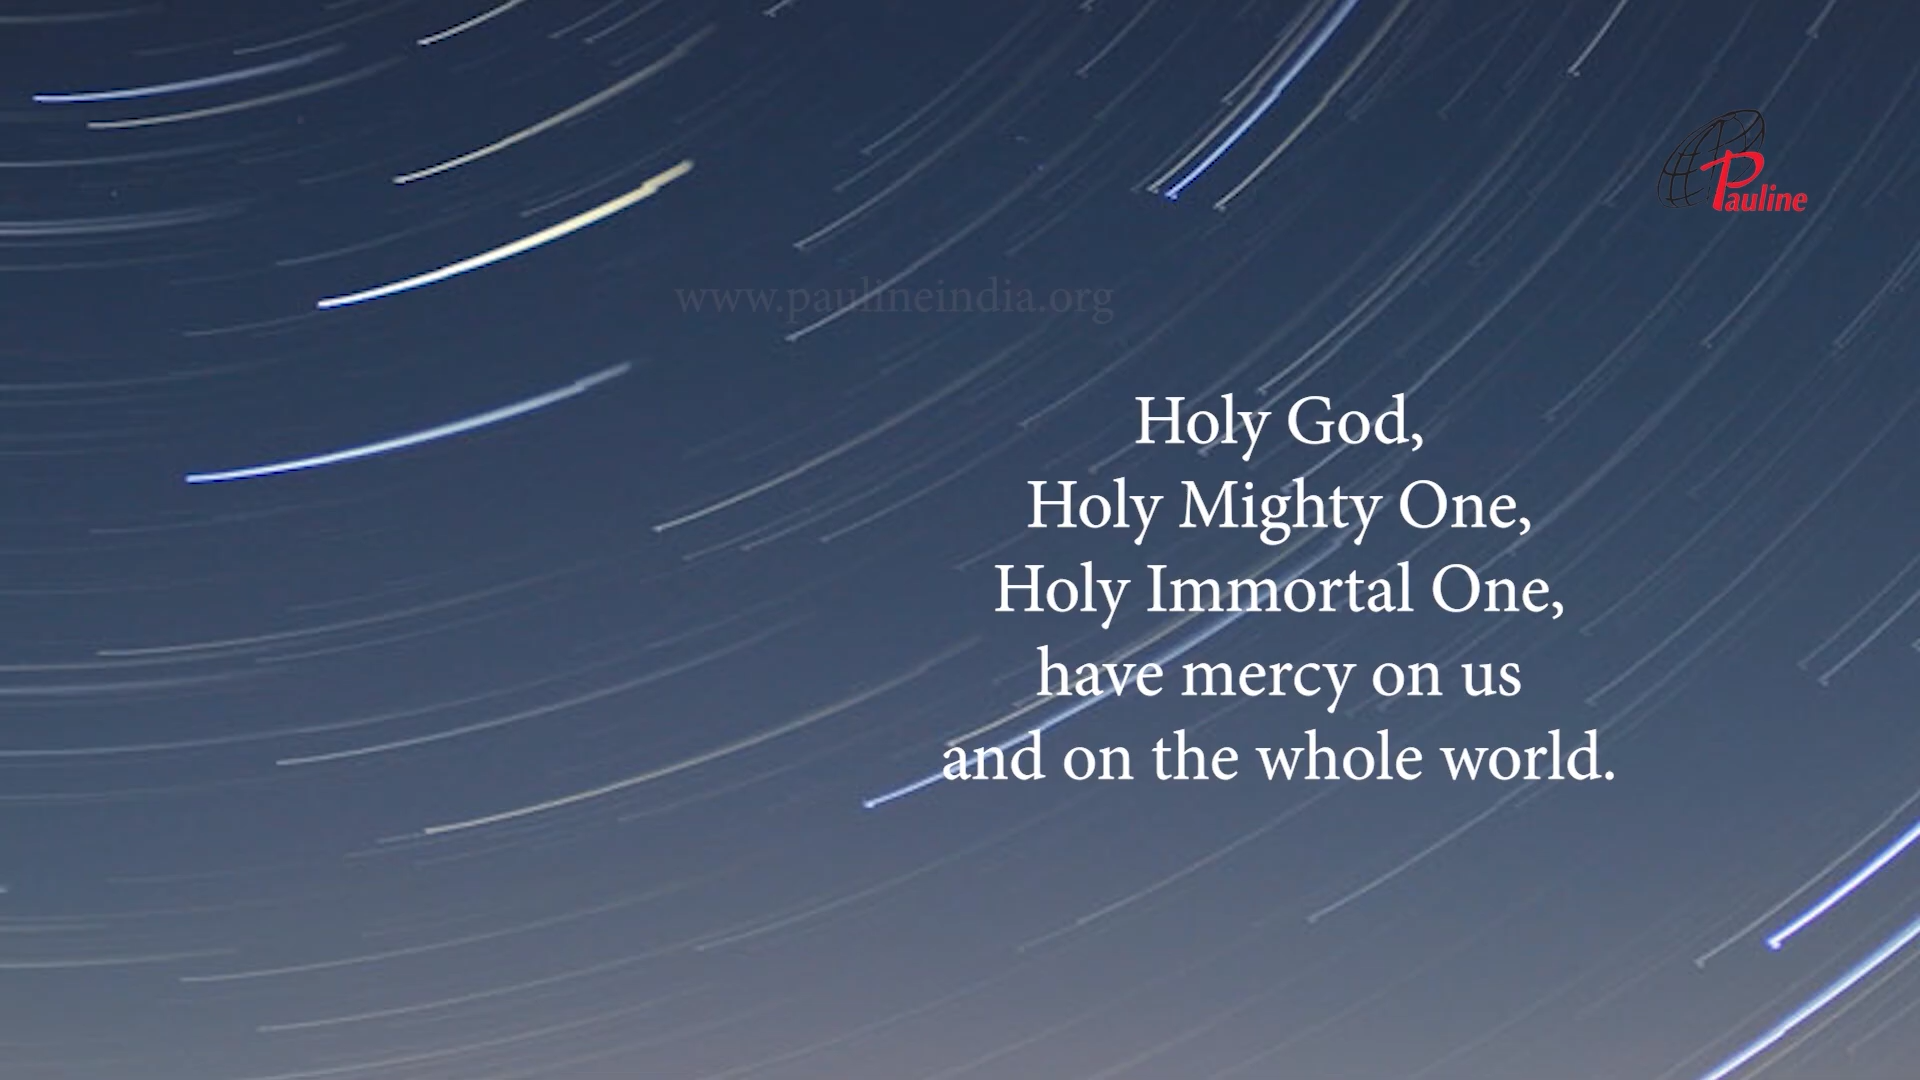 Pauline
www.paulineindia.org
Holy God,
Holy Mighty One,
Holy Immortal One,
have mercy on us
and on the whole world.